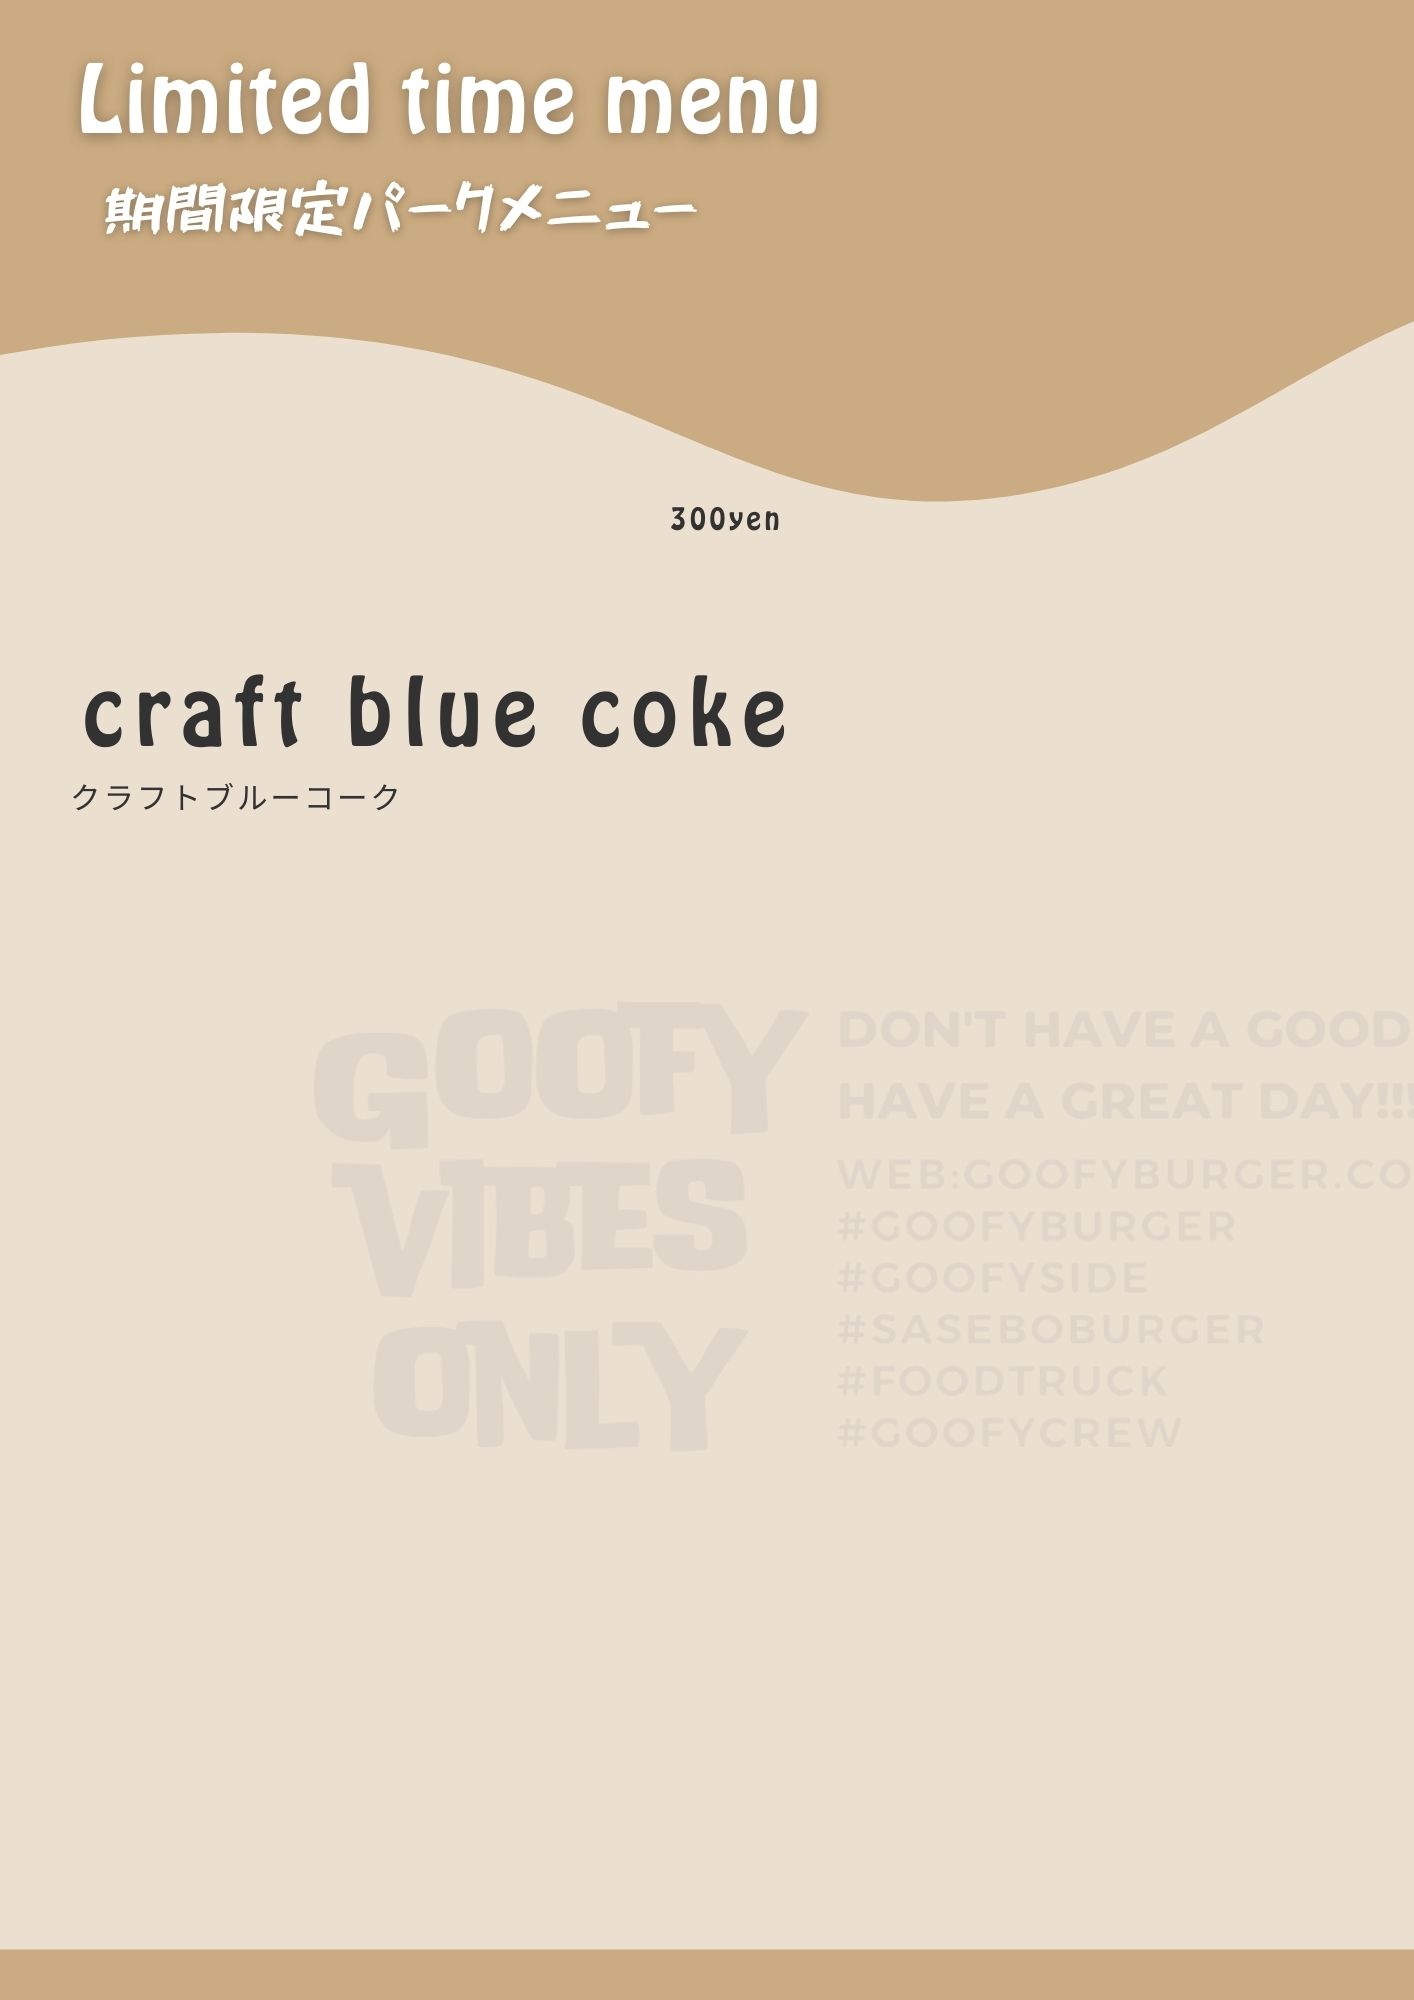 Limited time menu
期間限定パークメニュー
300yen
craft blue coke
クラフトブルーコーク
GOOFY
VIBES
ONLY
DON'T HAVE A GOOD
HAVE A GREAT DAY!!!
WEB:GOOFYBURGER.CO
#GOOFYBURGER
#GOOFYSIDE
#SASEBOBURGER
#FOODTRUCK
#GOOFYCREW